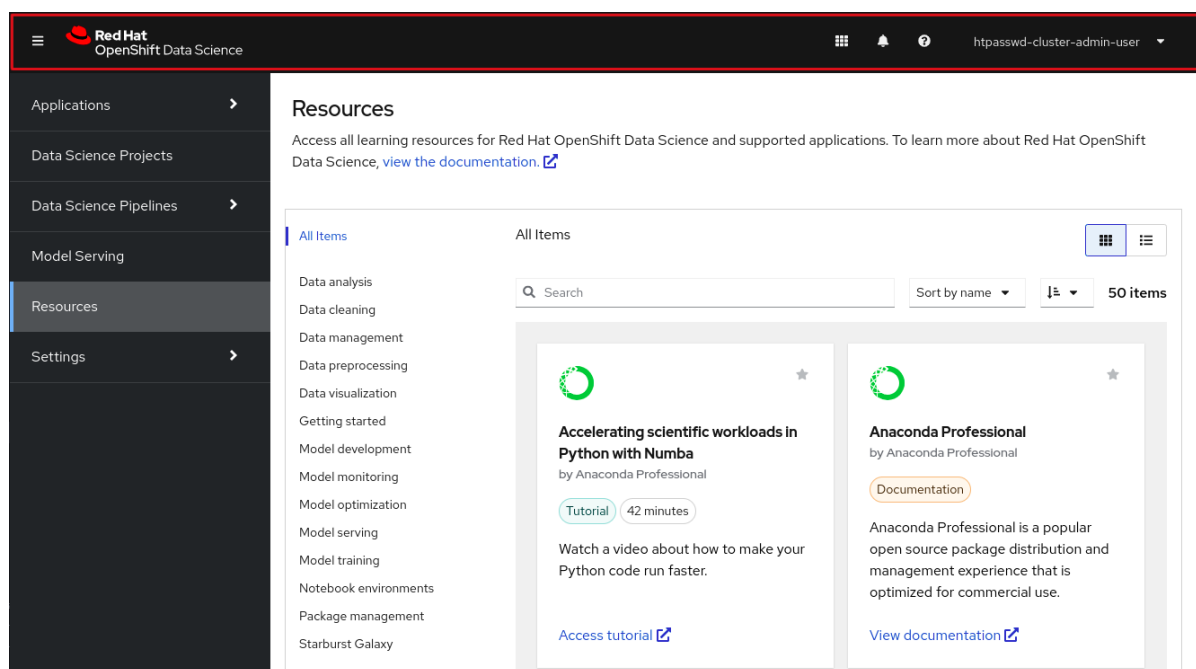 Red Hat
OpenShift Data Science
htpasswd-cluster-admin-user
Applications
Data Science Projects
Data Science Pipelines
Model Serving
Resources
Settings
Resources
Access all learning resources for Red Hat OpenShift Data Science and supported applications. To learn more about Red Hat OpenShift
Data Science, view the documentation.
All Items
Data analysis
Data cleaning
Data management
Data preprocessing
Data visualization
Getting started
Model development
Model monitoring
Model optimization
Model serving
Model training
Notebook environments
Package management
Starburst Galaxy
All Items
Search
Sort by name
50 items
Accelerating scientific workloads in
Python with Numba
by Anaconda Professional
Tutorial
42 minutes
Watch a video about how to make your
Python code run faster.
Access tutorial
Anaconda Professional
by Anaconda Professional
Documentation
Anaconda Professional is a popular
open source package distribution and
management experience that is
optimized for commercial use.
View documentation